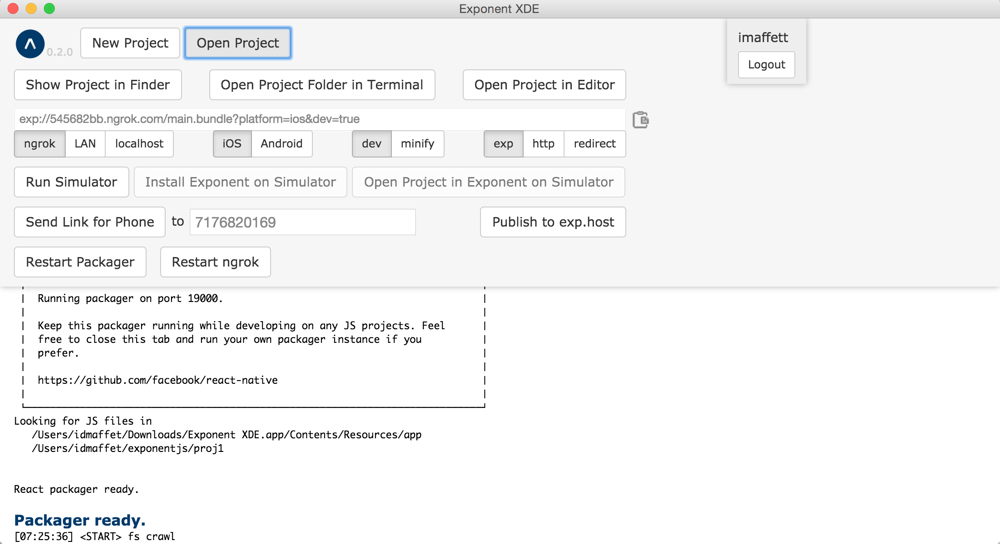 Exponent XDE
0.2.0 New Project Open Project
imaffett
Logout
Show Project in Finder Open Project Folder in Terminal Open Project in Editor
exp://545682bb.ngrok.com/main.bundle?platform=ios&dev=true
ngrok LAN localhost iOS Android dev minify exp http redirect
Run Simulator Install Exponent on Simulator Open Project in Exponent on Simulator
Send Link for Phone to 7176820169 Publish to exp.host
Restart Packager Restart ngrok
Running packager on port 19000.
Keep this packager running while developing on any JS projects. Feel
free to close this tab and run your own packager instance if you
prefer.
https://github.com/facebook/react-native
Looking for JS files in
/Users/idmaffet/Downloads/Exponent XDE.app/Contents/Resources/app
/Users/idmaffet/exponentjs/proj1
React packager ready.
Packager ready.
[07:25:36] <START> fs crawl